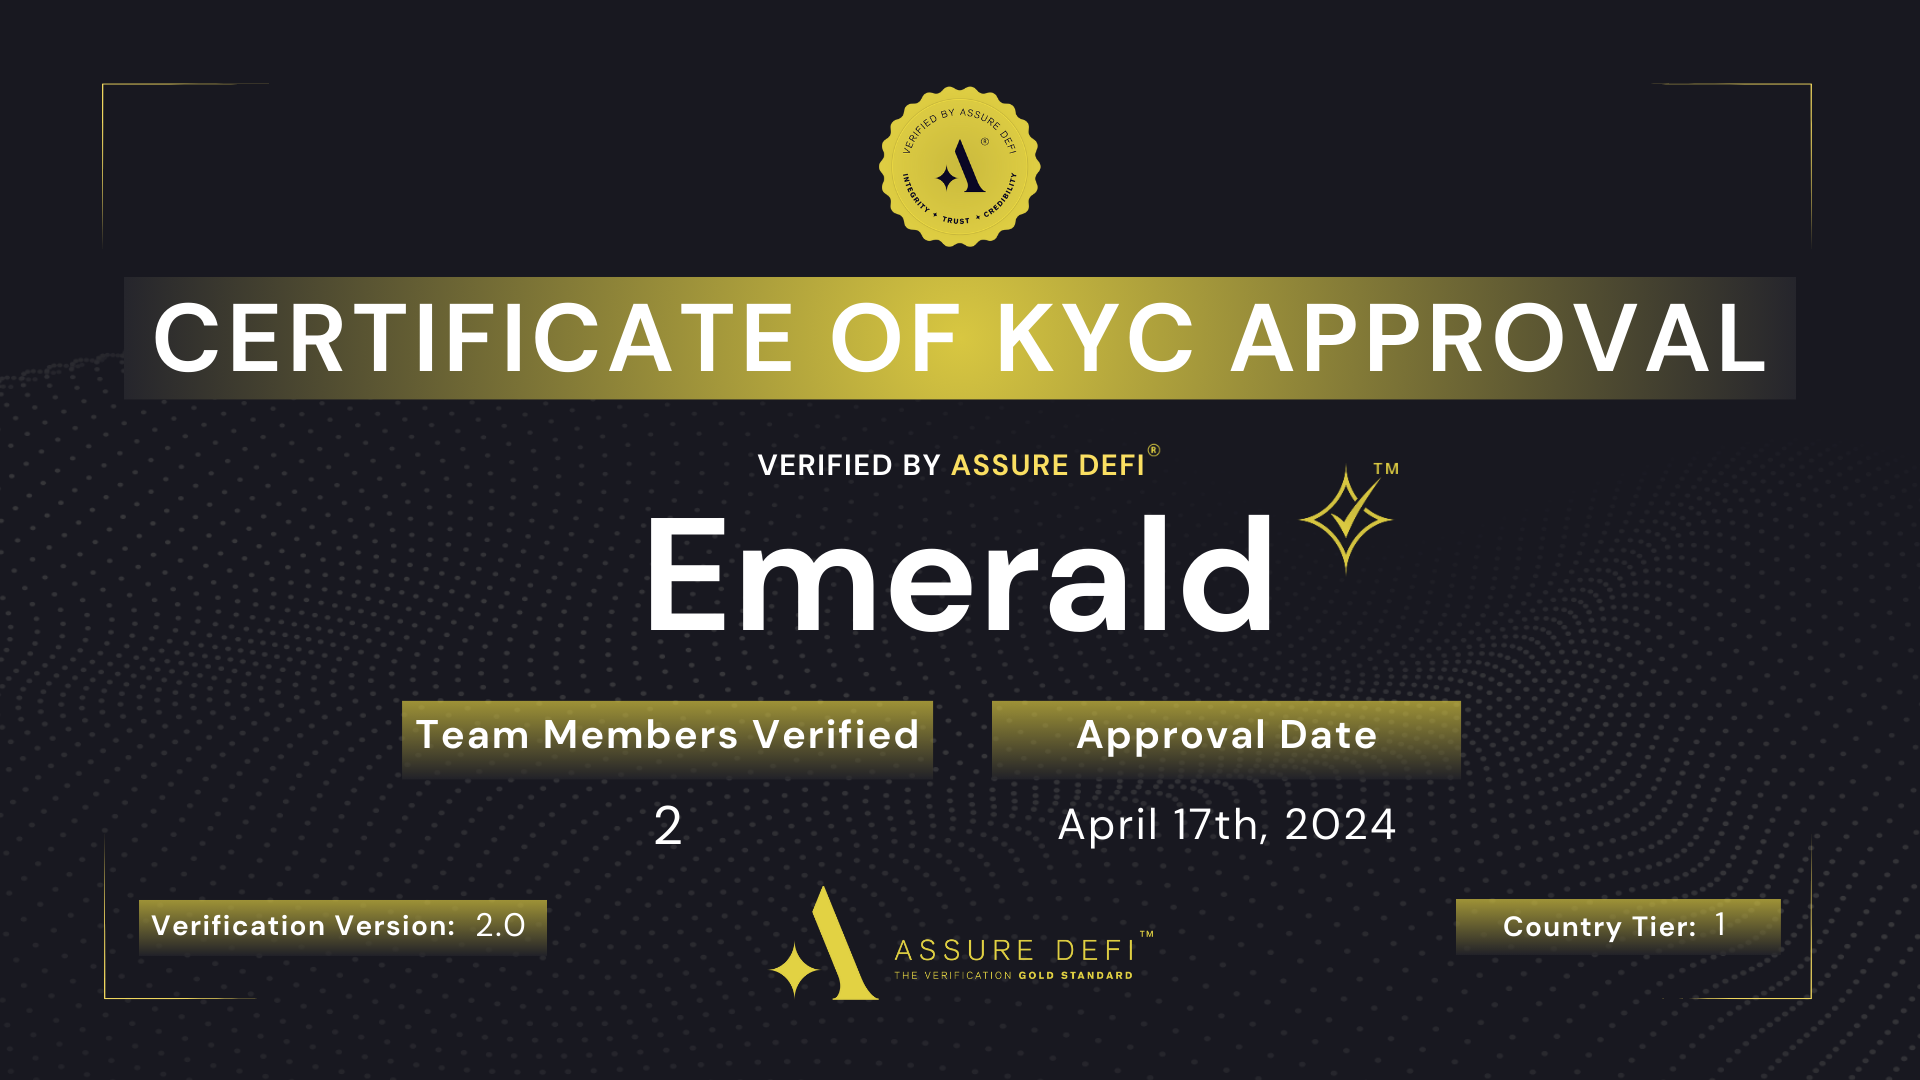 VERIFIED BY ASSURE DEFI
®
INTEGRITY ✦ TRUST ✦ CREDIBILITY
CERTIFICATE OF KYC APPROVAL
VERIFIED BY ASSURE DEFI®
Emerald
TM
Team Members Verified
2
Approval Date
April 17th, 2024
Verification Version: 2.0
ASSURE DEFI™
THE VERIFICATION GOLD STANDARD
Country Tier: 1